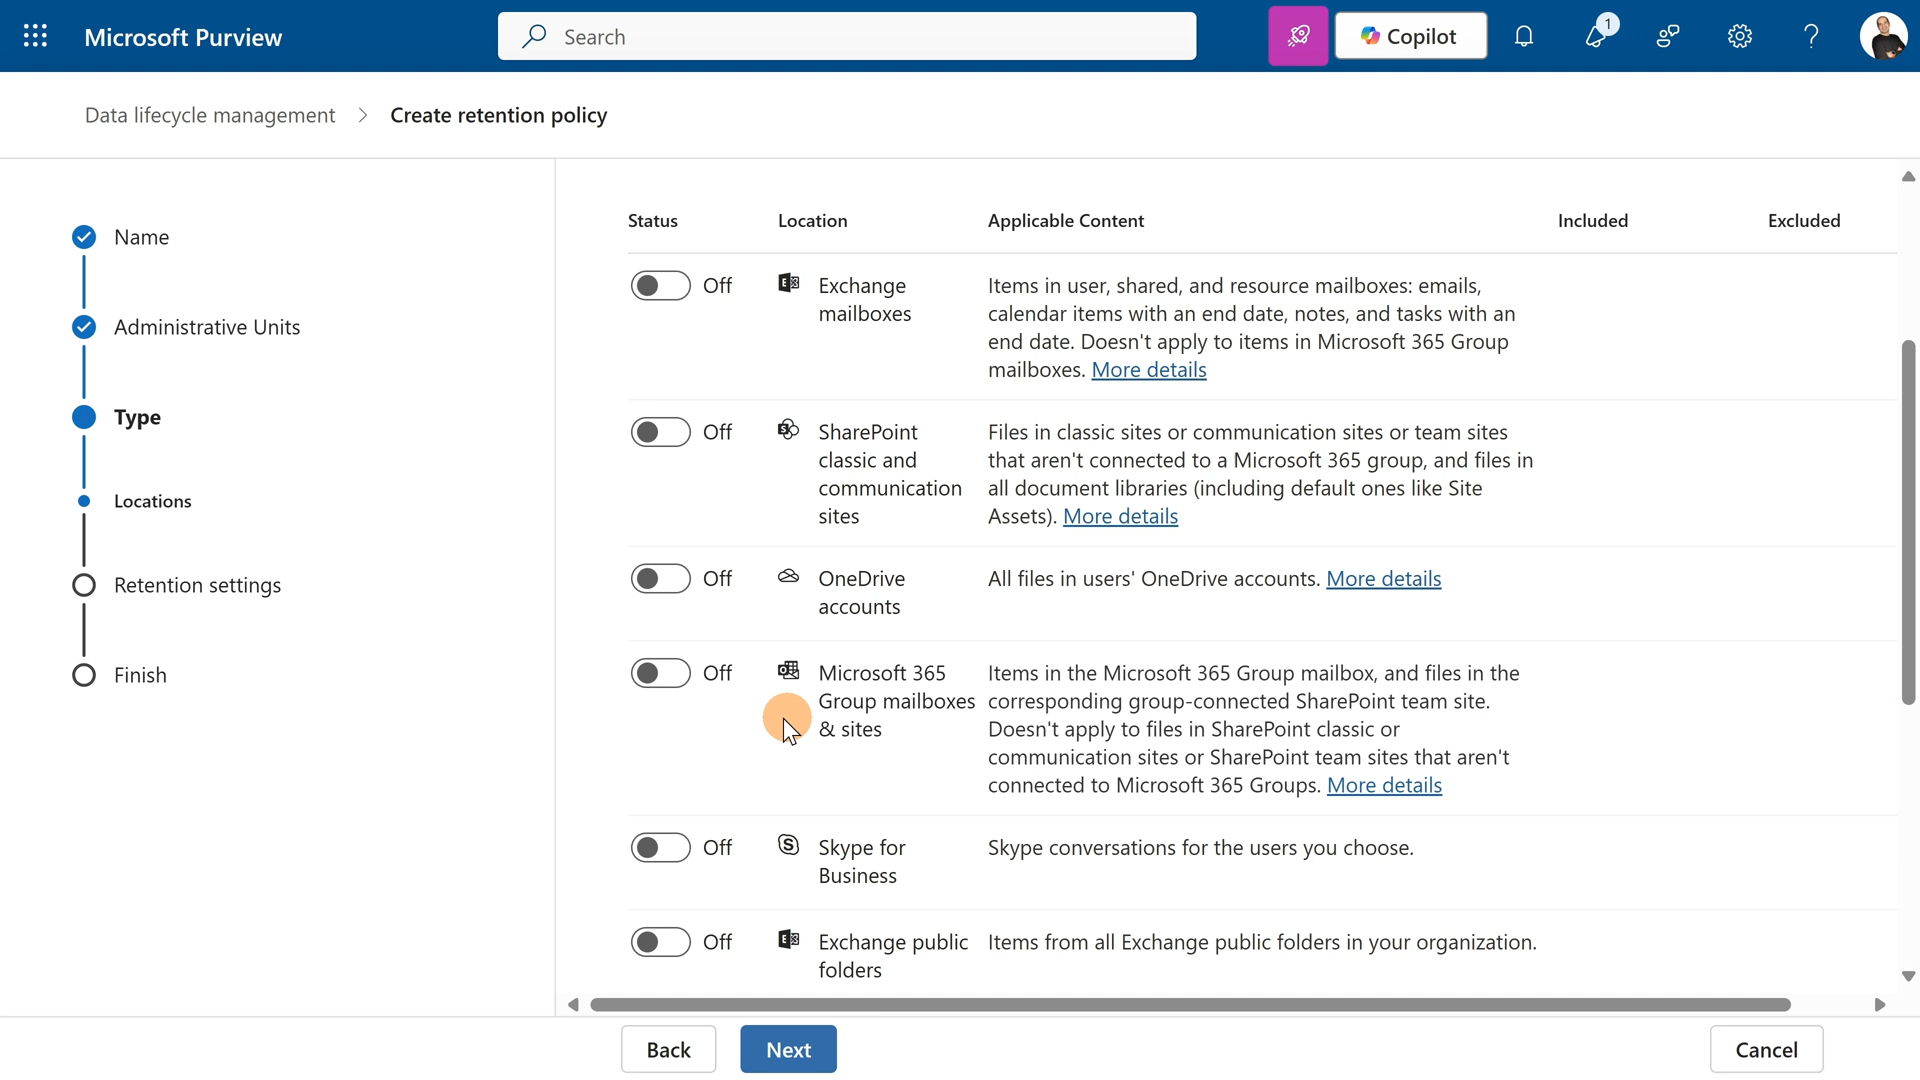 Microsoft Purview
Search
Copilot
1
Data lifecycle management > Create retention policy
Name
Administrative Units
Type
Locations
Retention settings
Finish
Status Location Applicable Content Included Excluded
Off Exchange mailboxes
Items in user, shared, and resource mailboxes: emails,
calendar items with an end date, notes, and tasks with an
end date. Doesn't apply to items in Microsoft 365 Group
mailboxes. More details
Off SharePoint
classic and
communication
sites
Files in classic sites or communication sites or team sites
that aren't connected to a Microsoft 365 group, and files in
all document libraries (including default ones like Site
Assets). More details
Off OneDrive
accounts
All files in users' OneDrive accounts. More details
Off Microsoft 365
Group mailboxes
& sites
Items in the Microsoft 365 Group mailbox, and files in the
corresponding group-connected SharePoint team site.
Doesn't apply to files in SharePoint classic or
communication sites or SharePoint team sites that aren't
connected to Microsoft 365 Groups. More details
Off Skype for
Business
Skype conversations for the users you choose.
Off Exchange public
folders
Items from all Exchange public folders in your organization.
Back Next Cancel